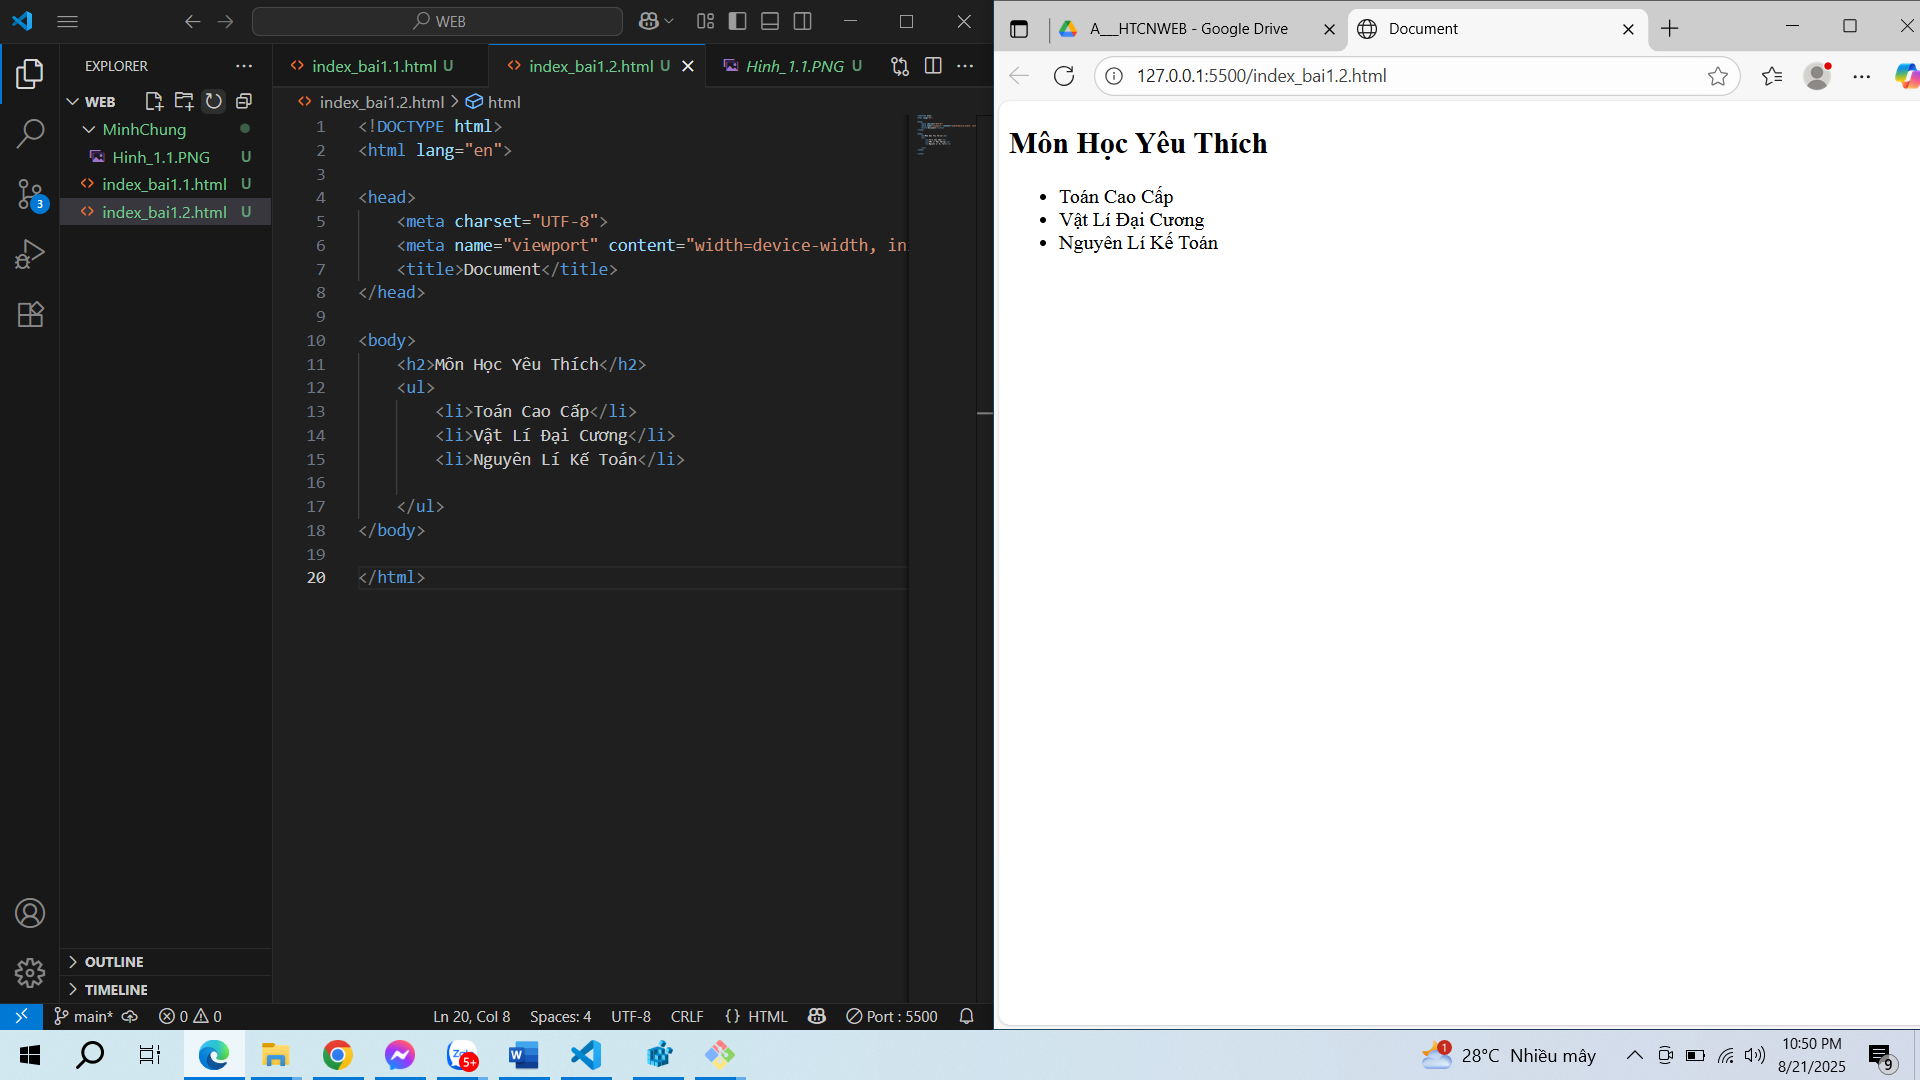 WEB
EXPLORER
WEB
MinhChung
Hinh_1.1.PNG U
index_bai1.1.html U
index_bai1.2.html U
3
OUTLINE
TIMELINE
index_bai1.1.html U
index_bai1.2.html U
Hinh_1.1.PNG U
index_bai1.2.html > html
1 <!DOCTYPE html>
2 <html lang="en">
3
4 <head>
5 <meta charset="UTF-8">
6 <meta name="viewport" content="width=device-width, in
7 <title>Document</title>
8 </head>
9
10 <body>
11 <h2>Môn Học Yêu Thích</h2>
12 <ul>
13 <li>Toán Cao Cấp</li>
14 <li>Vật Lí Đại Cương</li>
15 <li>Nguyên Lí Kế Toán</li>
16
17 </ul>
18 </body>
19
20 </html>
main* 0 0 Ln 20, Col 8 Spaces: 4 UTF-8 CRLF {} HTML Port : 5500
A___HTCNWEB - Google Drive
Document
127.0.0.1:5500/index_bai1.2.html
Môn Học Yêu Thích
• Toán Cao Cấp
• Vật Lí Đại Cương
• Nguyên Lí Kế Toán
5+
1
28°C Nhiều mây
10:50 PM
8/21/2025
9